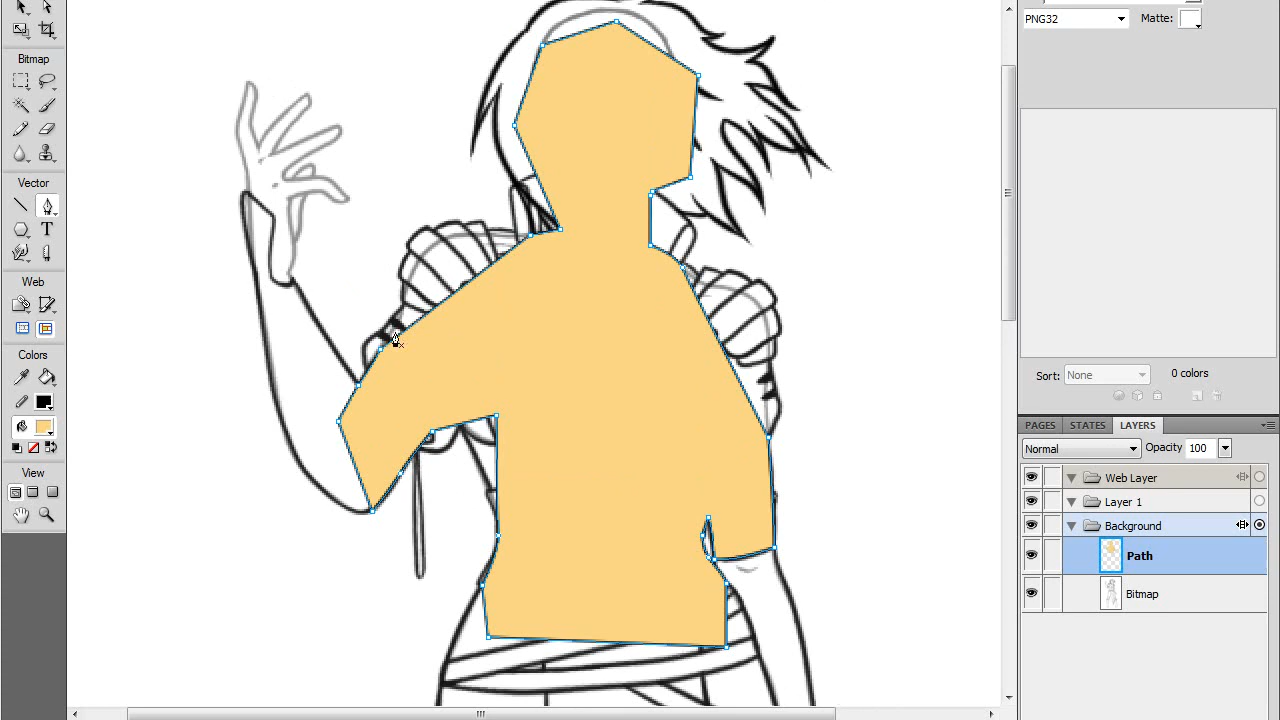 PNG32
Matte:
Bitmap
Vector
T
Web
Colors
View
Sort:
None
0 colors
PAGES
STATES
LAYERS
Normal
Opacity
100
Web Layer
Layer 1
Background
Path
Bitmap